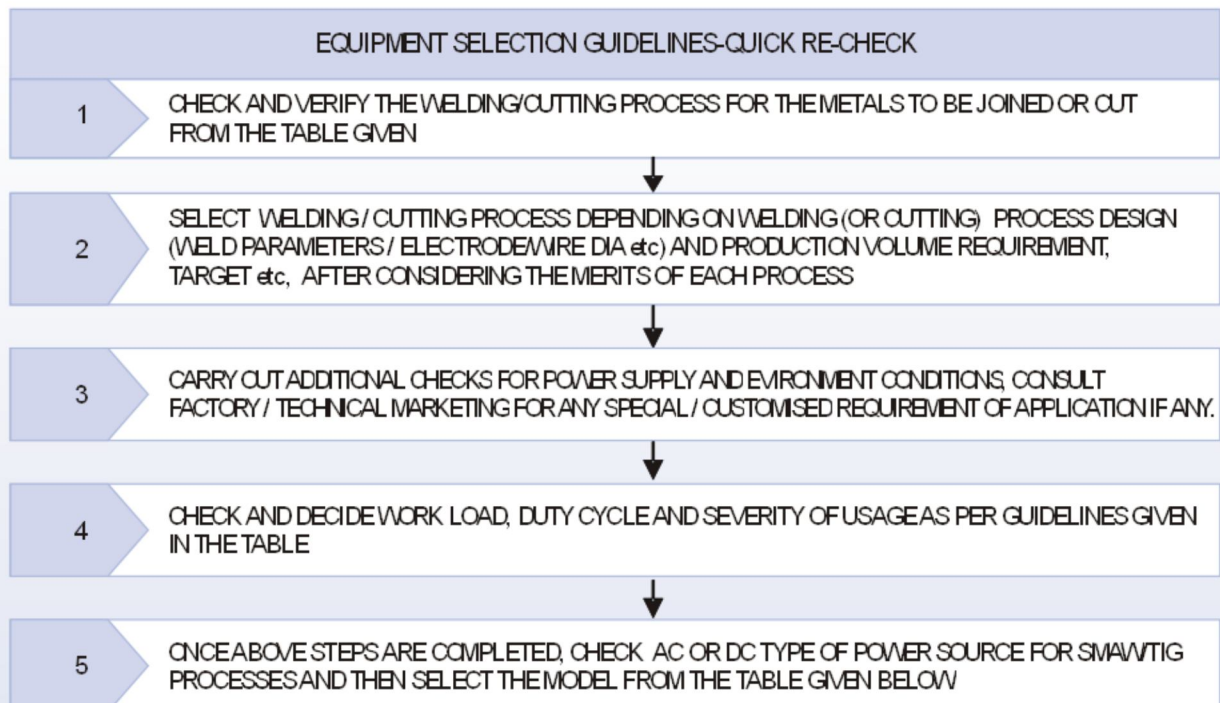 EQUIPMENT SELECTION GUIDELINES-QUICK RE-CHECK
1
CHECK AND VERIFY THE WELDING/CUTTING PROCESS FOR THE METALS TO BE JOINED OR CUT
FROM THE TABLE GIVEN
2
SELECT WELDING / CUTTING PROCESS DEPENDING ON WELDING (OR CUTTING) PROCESS DESIGN
(WELD PARAMETERS / ELECTRODE/WIRE DIA etc) AND PRODUCTION VOLUME REQUIREMENT,
TARGET etc, AFTER CONSIDERING THE MERITS OF EACH PROCESS
3
CARRY OUT ADDITIONAL CHECKS FOR POWER SUPPLY AND EVIRONMENT CONDITIONS, CONSULT
FACTORY / TECHNICAL MARKETING FOR ANY SPECIAL / CUSTOMISED REQUIREMENT OF APPLICATION IF ANY.
4
CHECK AND DECIDE WORK LOAD, DUTY CYCLE AND SEVERITY OF USAGE AS PER GUIDELINES GIVEN
IN THE TABLE
5
ONCE ABOVE STEPS ARE COMPLETED, CHECK AC OR DC TYPE OF POWER SOURCE FOR SMAW/TIG
PROCESSES AND THEN SELECT THE MODEL FROM THE TABLE GIVEN BELOW